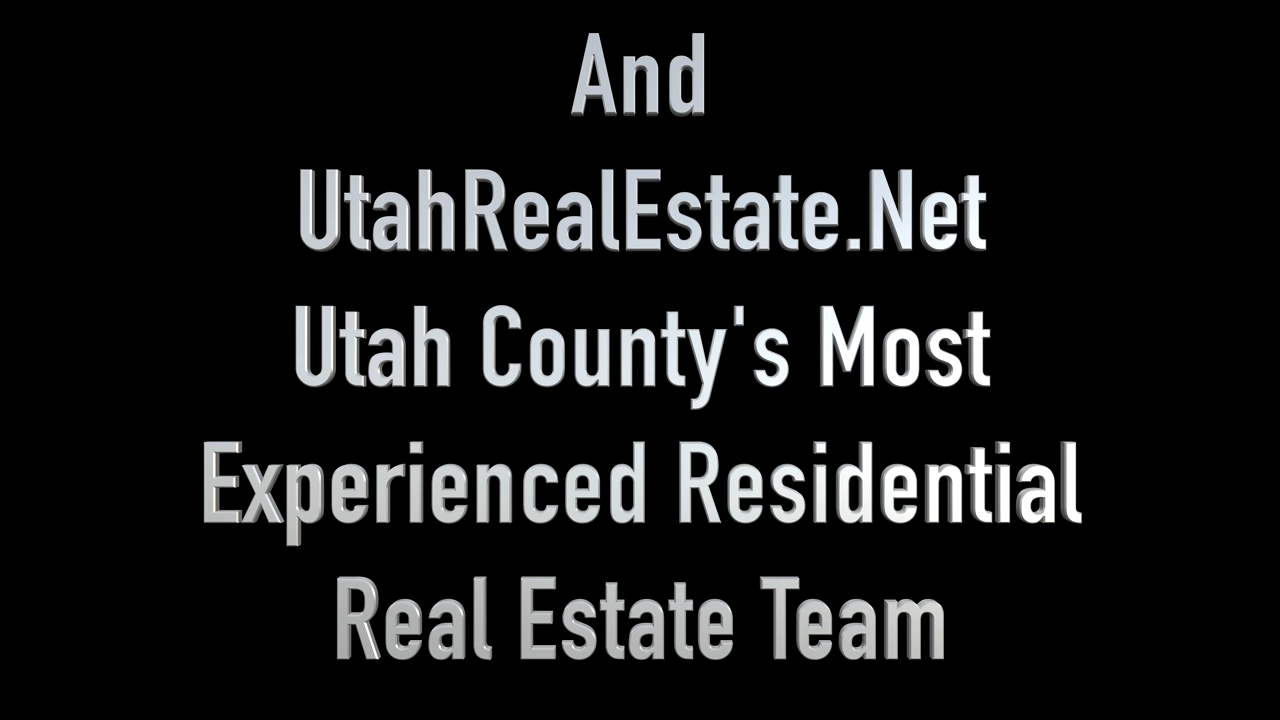 And
UtahRealEstate.Net
Utah County's Most
Experienced Residential
Real Estate Team